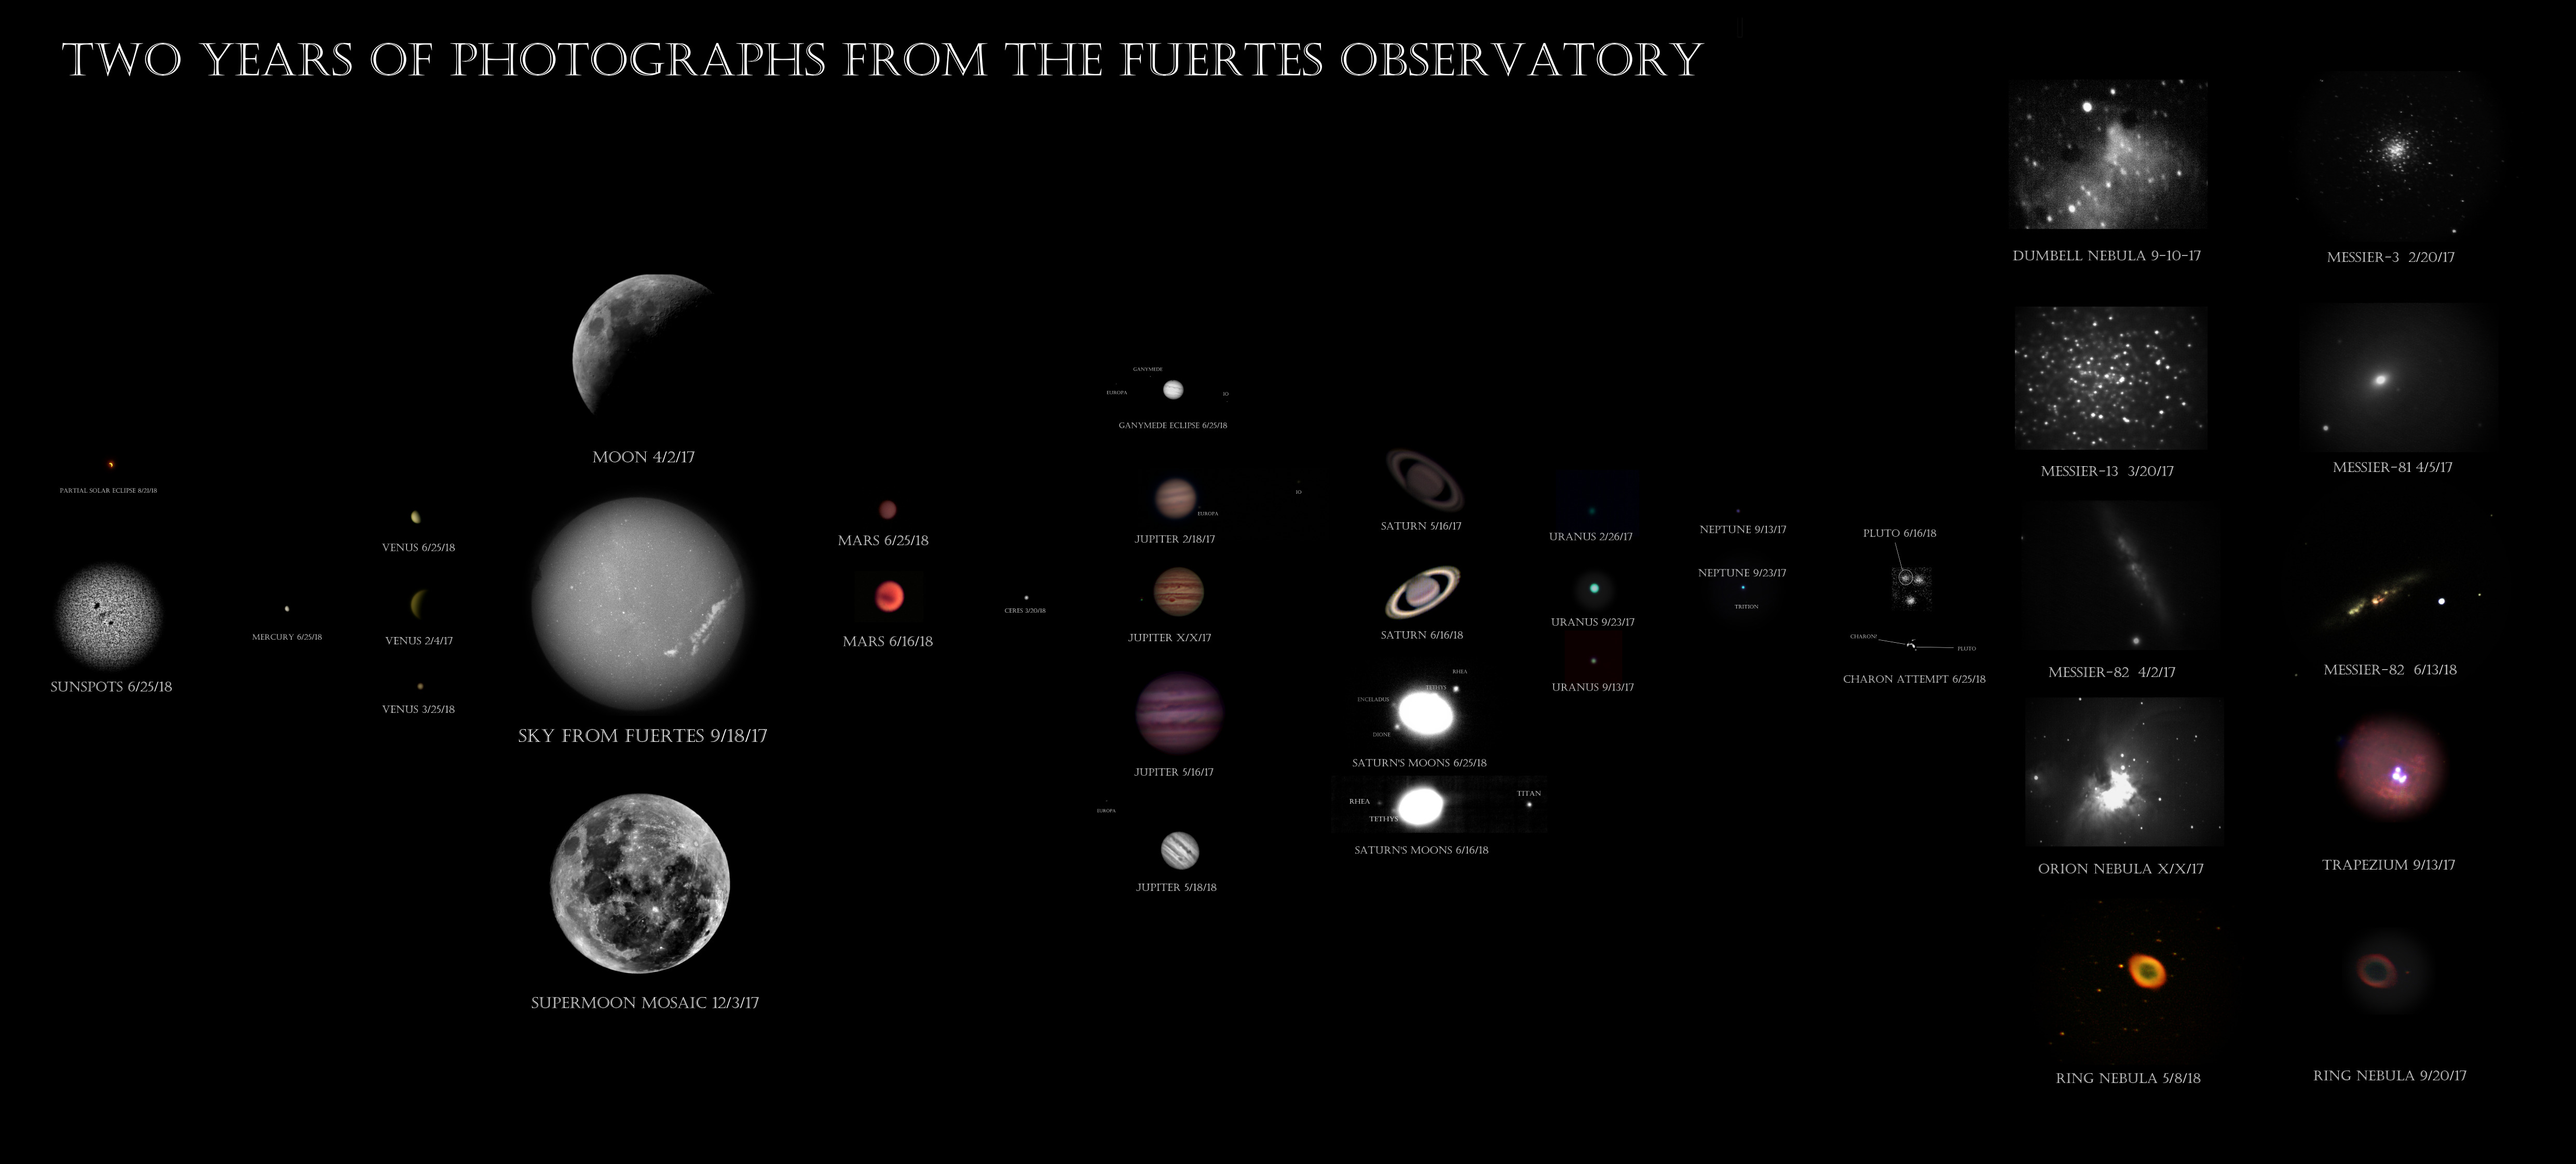 TWO YEARS OF PHOTOGRAPHS FROM THE FUERTES OBSERVATORY
PARTIAL SOLAR ECLIPSE 8/21/18
SUNSPOTS 6/25/18
MERCURY 6/25/18
VENUS 6/25/18
VENUS 2/4/17
VENUS 3/25/18
MOON 4/2/17
SKY FROM FUERTES 9/18/17
SUPERMOON MOSAIC 12/3/17
MARS 6/25/18
MARS 6/16/18
CERES 3/20/18
GANYMEDE
EUROPA
IO
GANYMEDE ECLIPSE 6/25/18
IO
EUROPA
JUPITER 2/18/17
JUPITER X/X/17
JUPITER 5/16/17
EUROPA
JUPITER 5/18/18
SATURN 5/16/17
SATURN 6/16/18
RHEA
TETHYS
ENCELADUS
DIONE
SATURN'S MOONS 6/25/18
TITAN
RHEA
TETHYS
SATURN'S MOONS 6/16/18
URANUS 2/26/17
URANUS 9/23/17
URANUS 9/13/17
NEPTUNE 9/13/17
NEPTUNE 9/23/17
TRITION
PLUTO 6/16/18
CHARON?
PLUTO
CHARON ATTEMPT 6/25/18
DUMBELL NEBULA 9-10-17
MESSIER-3 2/20/17
MESSIER-13 3/20/17
MESSIER-81 4/5/17
MESSIER-82 4/2/17
MESSIER-82 6/13/18
ORION NEBULA X/X/17
TRAPEZIUM 9/13/17
RING NEBULA 5/8/18
RING NEBULA 9/20/17